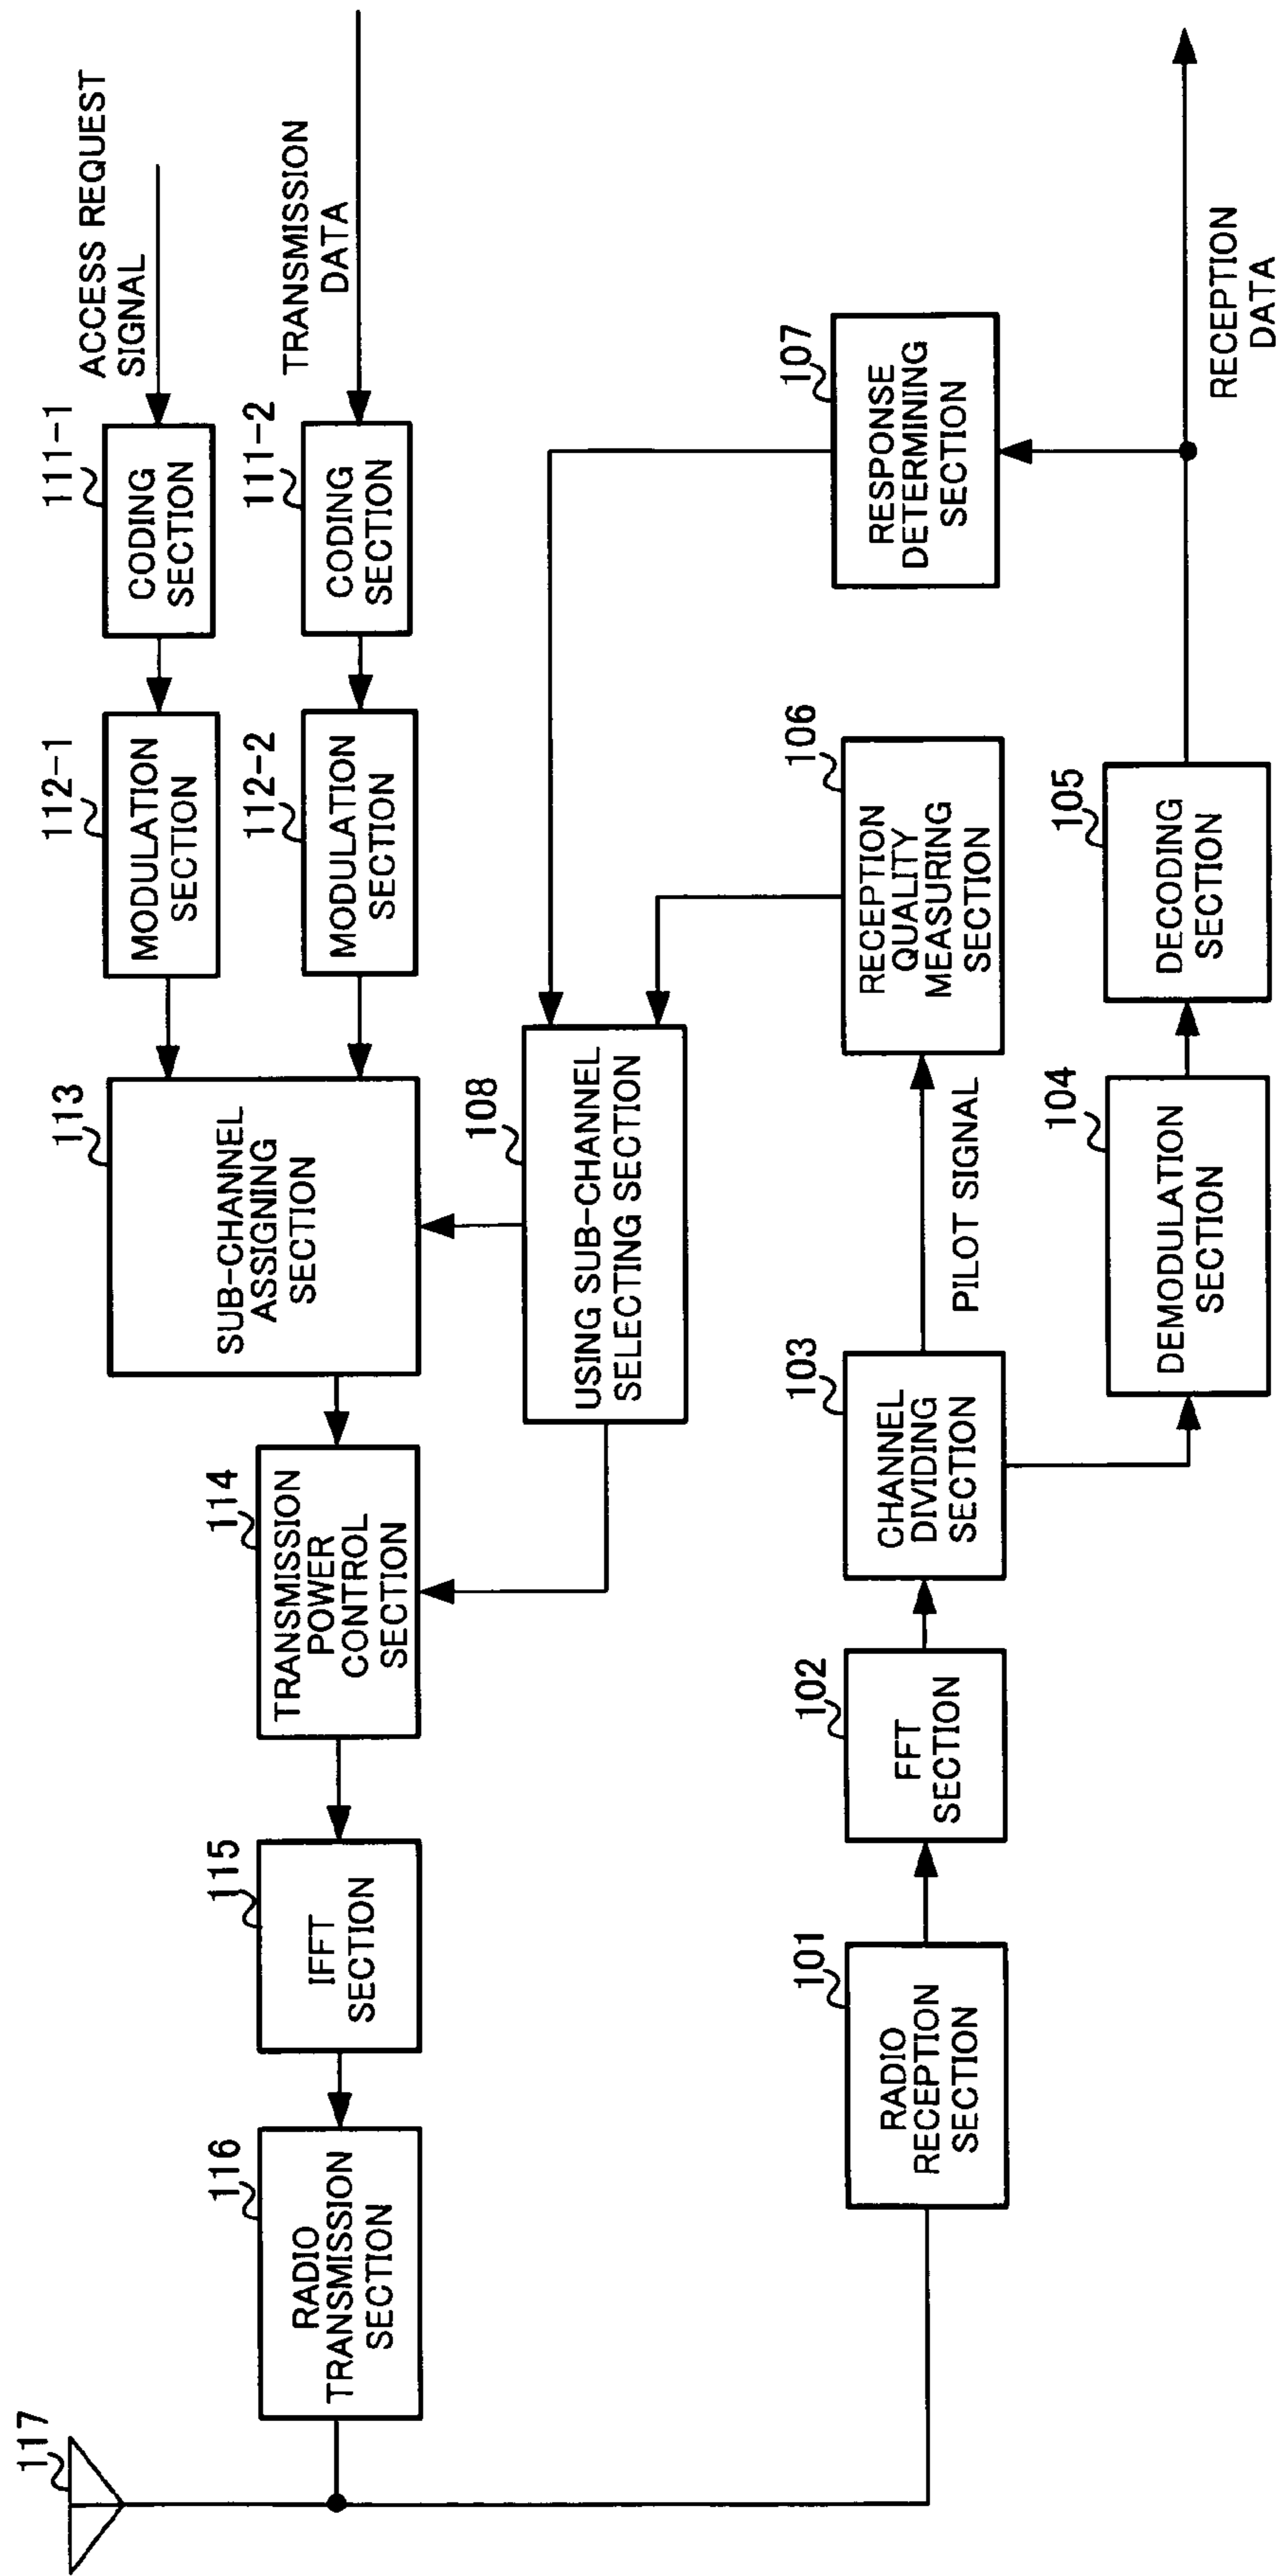 117
116
RADIO
TRANSMISSION
SECTION
115
IFFT
SECTION
114
TRANSMISSION
POWER
CONTROL
SECTION
113
SUB-CHANNEL
ASSIGNING
SECTION
112-1
MODULATION
SECTION
111-1
CODING
SECTION
ACCESS REQUEST
SIGNAL
112-2
MODULATION
SECTION
111-2
CODING
SECTION
TRANSMISSION
DATA
108
USING SUB-CHANNEL
SELECTING SECTION
101
RADIO
RECEPTION
SECTION
102
FFT
SECTION
103
CHANNEL
DIVIDING
SECTION
PILOT SIGNAL
106
RECEPTION
QUALITY
MEASURING
SECTION
107
RESPONSE
DETERMINING
SECTION
104
DEMODULATION
SECTION
105
DECODING
SECTION
RECEPTION
DATA